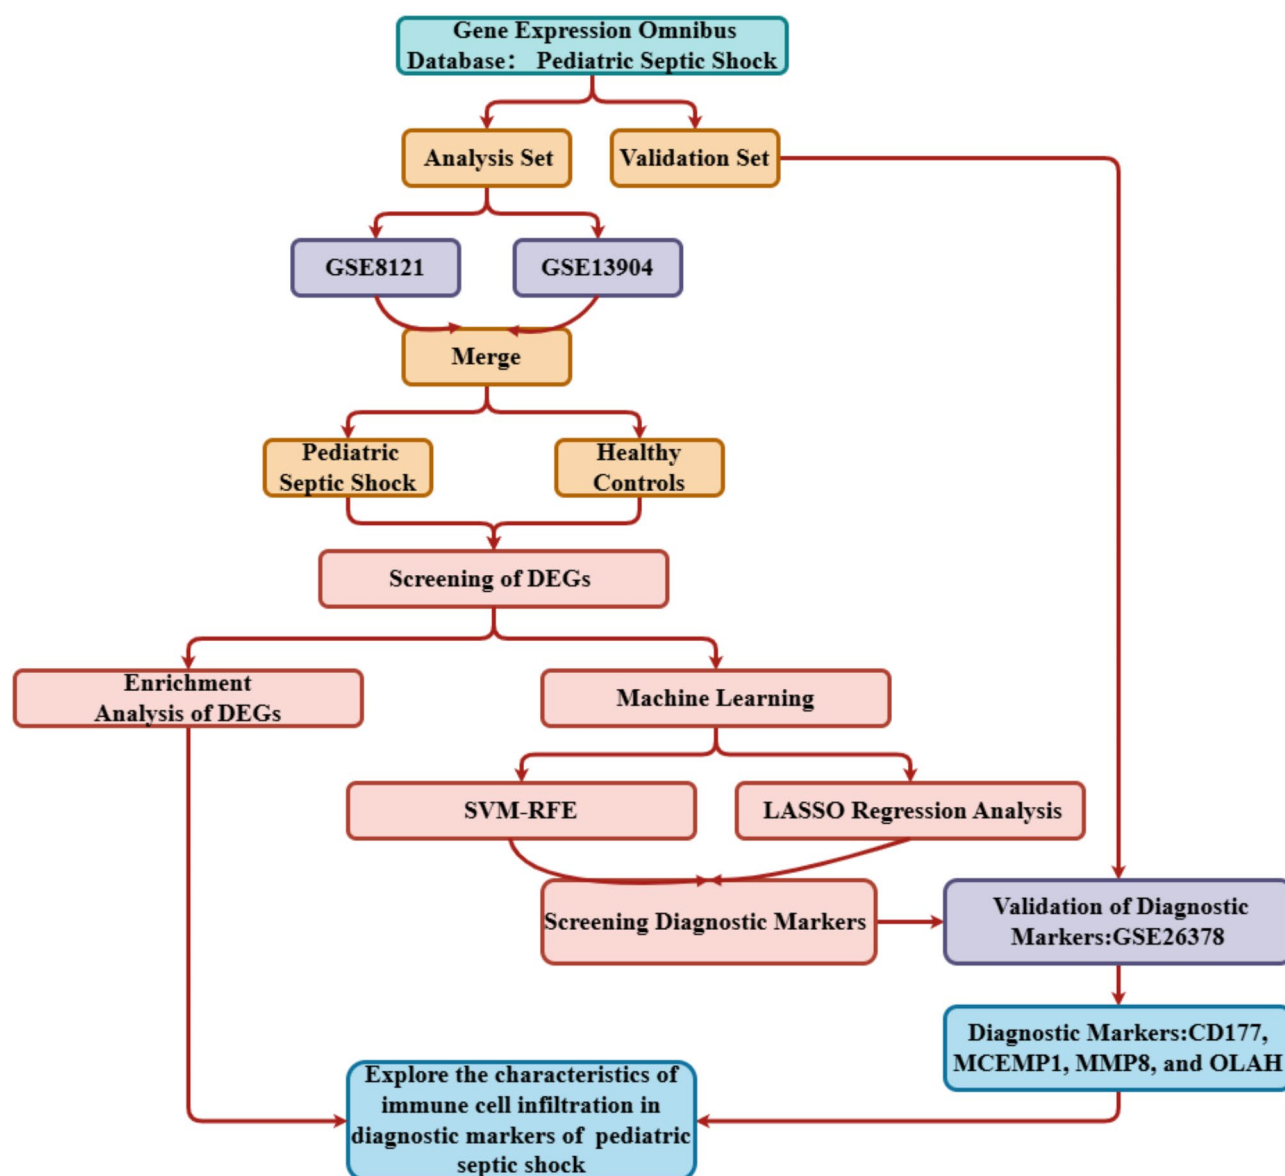 Gene Expression Omnibus
Database: Pediatric Septic Shock
Analysis Set
Validation Set
GSE8121
GSE13904
Merge
Pediatric
Septic Shock
Healthy
Controls
Screening of DEGs
Enrichment
Analysis of DEGs
Machine Learning
SVM-RFE
LASSO Regression Analysis
Screening Diagnostic Markers
Validation of Diagnostic
Markers:GSE26378
Diagnostic Markers:CD177,
MCEMP1, MMP8, and OLAH
Explore the characteristics of
immune cell infiltration in
diagnostic markers of pediatric
septic shock